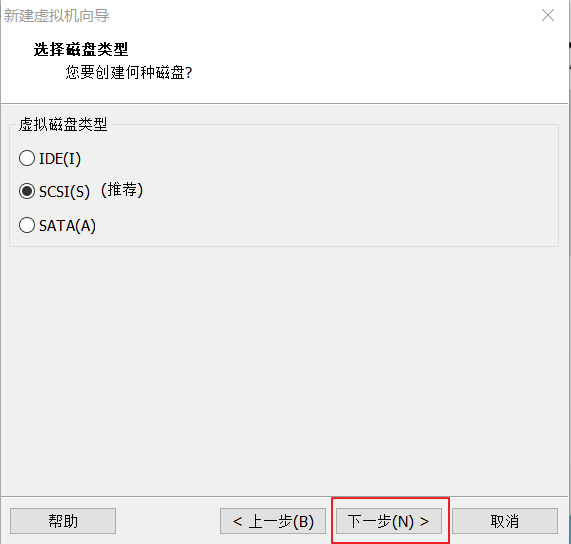 新建虚拟机向导
选择磁盘类型
您要创建何种磁盘?
虚拟磁盘类型
IDE(I)
SCSI(S) (推荐)
SATA(A)
帮助 < 上一步(B) 下一步(N) > 取消